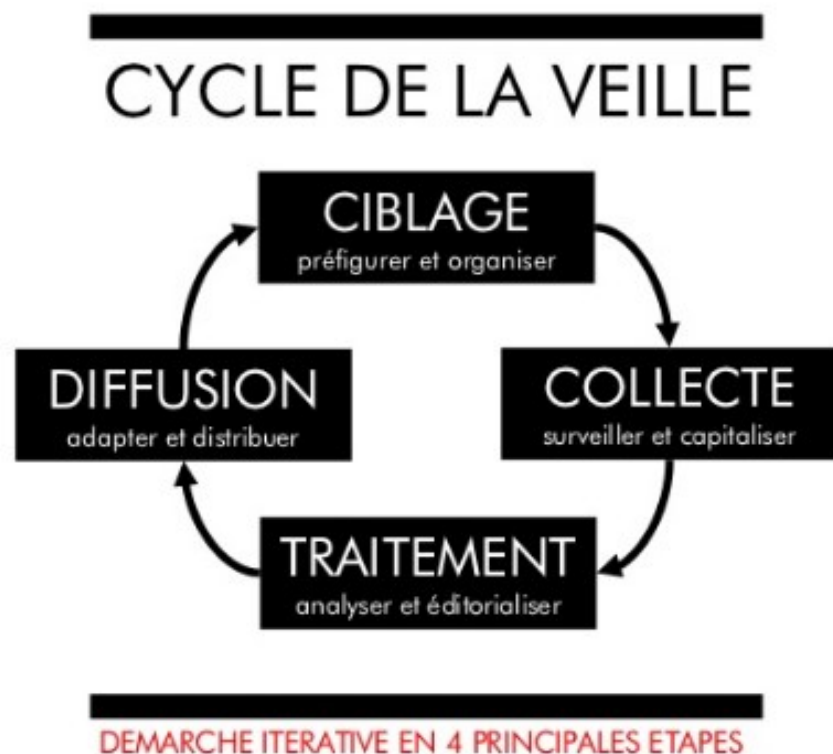 CYCLE DE LA VEILLE
CIBLAGE
préfigurer et organiser
COLLECTE
surveiller et capitaliser
TRAITEMENT
analyser et éditorialiser
DIFFUSION
adapter et distribuer
DEMARCHE ITERATIVE EN 4 PRINCIPALES ETAPES